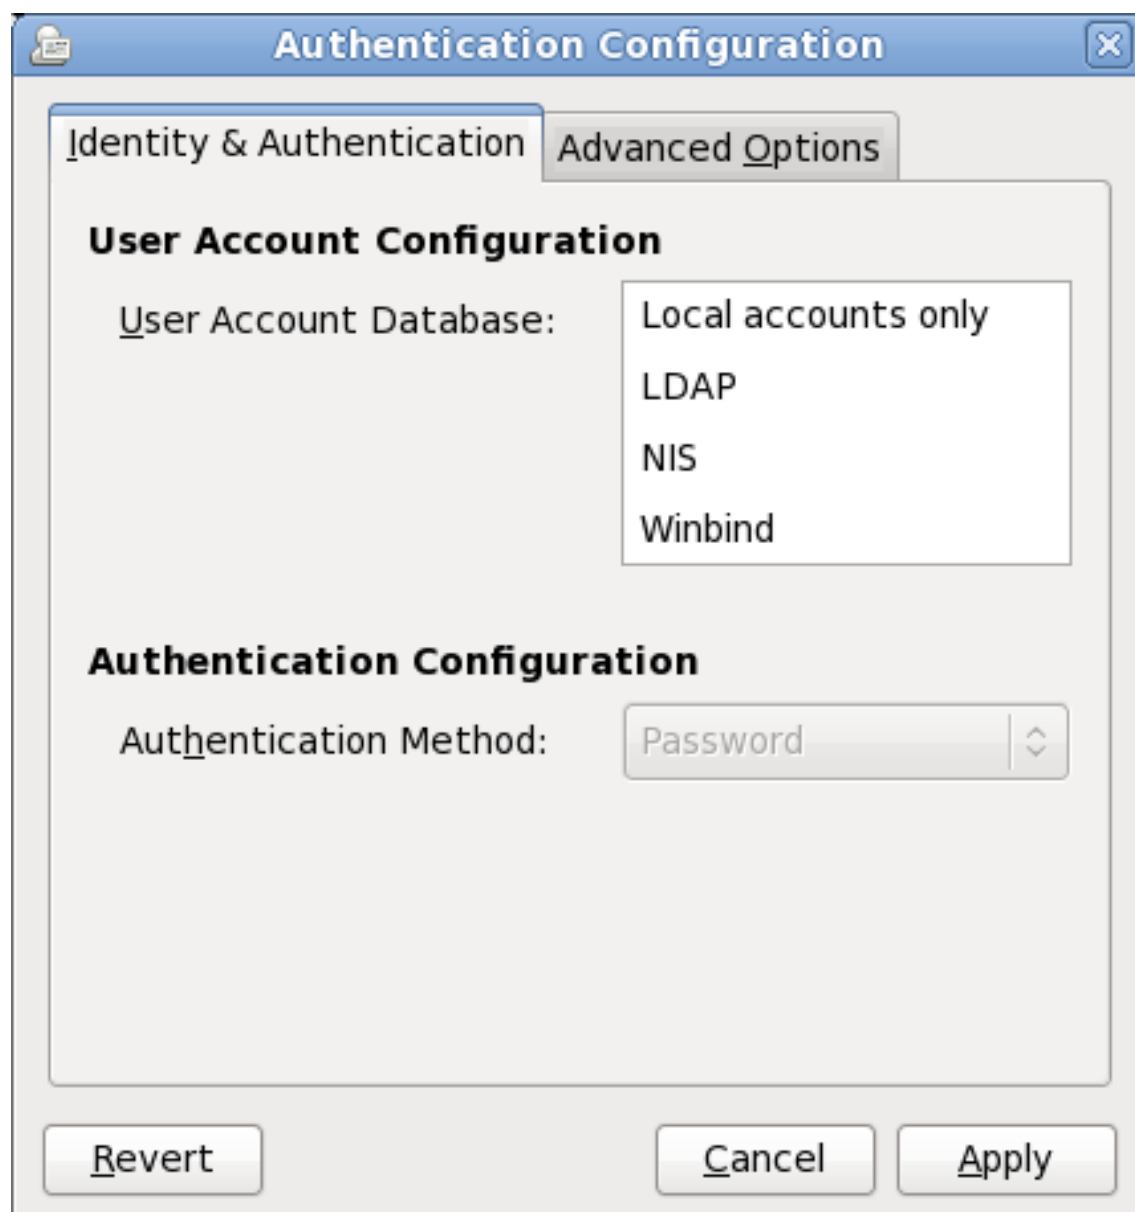 Authentication Configuration
Identity & Authentication
Advanced Options
User Account Configuration
User Account Database:
Local accounts only
LDAP
NIS
Winbind
Authentication Configuration
Authentication Method:
Password
Revert
Cancel
Apply